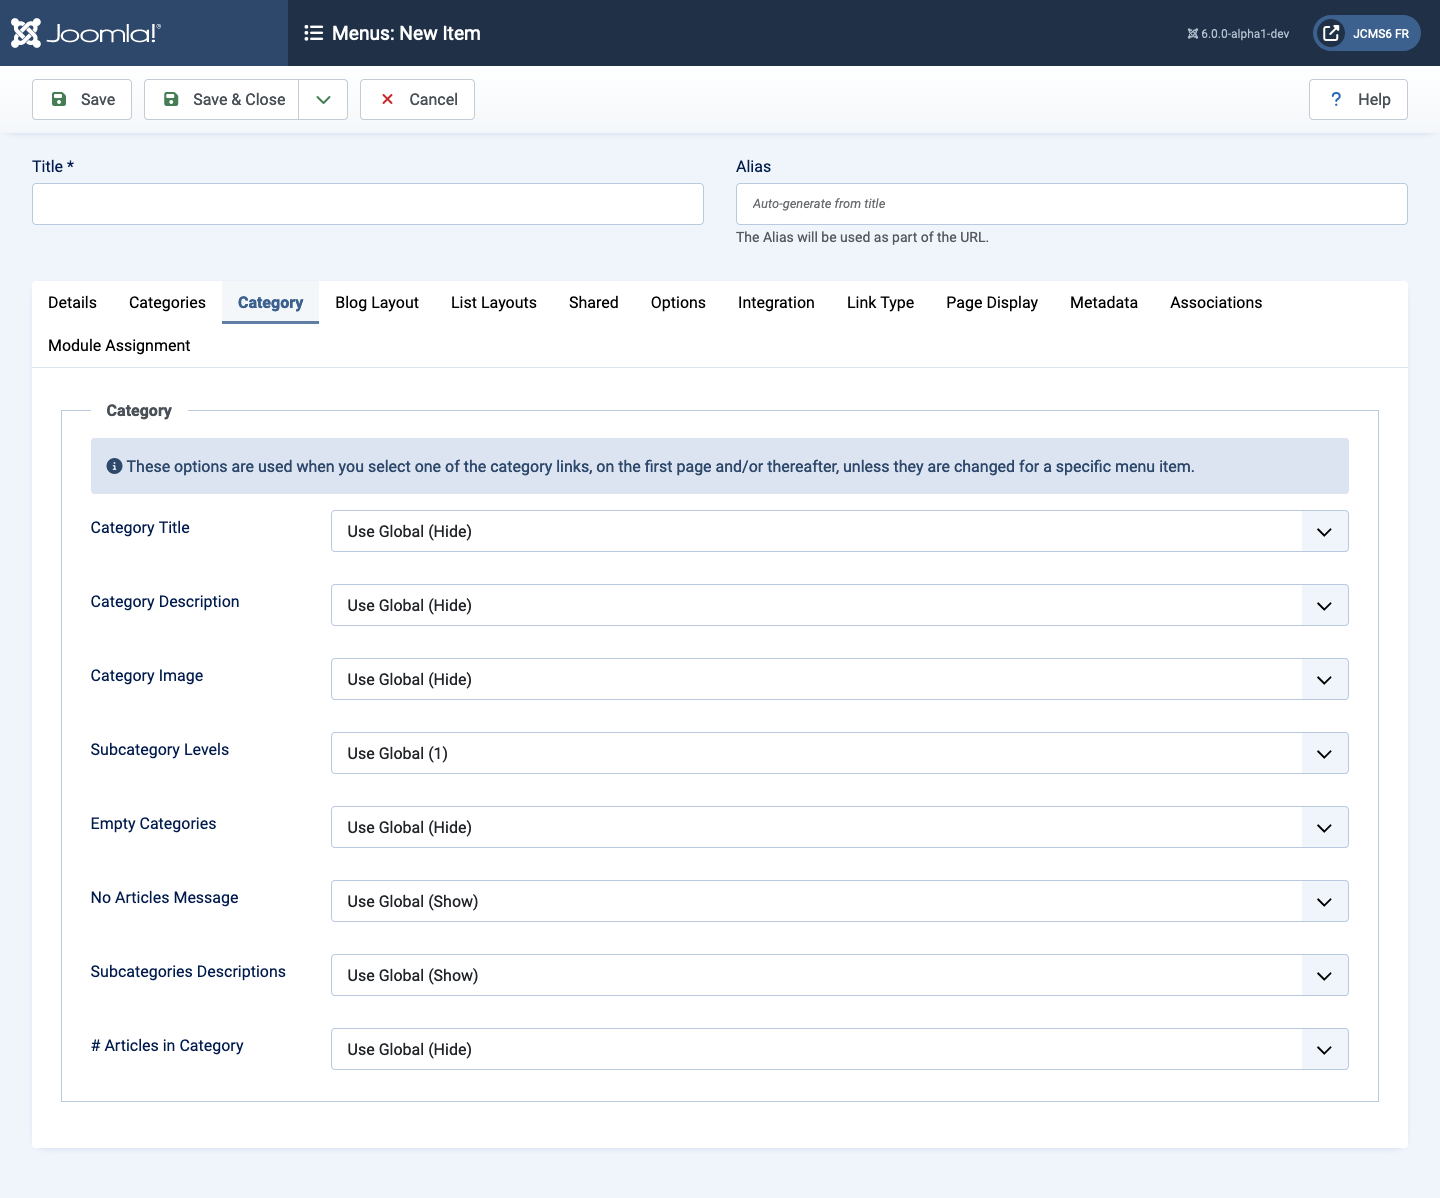 Joomla!®
Menus: New Item
6.0.0-alpha1-dev
JCMS6 FR
Save
Save & Close
Cancel
? Help
Title *
Alias
Auto-generate from title
The Alias will be used as part of the URL.
Details Categories Category Blog Layout List Layouts Shared Options Integration Link Type Page Display Metadata Associations
Module Assignment
Category
These options are used when you select one of the category links, on the first page and/or thereafter, unless they are changed for a specific menu item.
Category Title
Use Global (Hide)
Category Description
Use Global (Hide)
Category Image
Use Global (Hide)
Subcategory Levels
Use Global (1)
Empty Categories
Use Global (Hide)
No Articles Message
Use Global (Show)
Subcategories Descriptions
Use Global (Show)
# Articles in Category
Use Global (Hide)